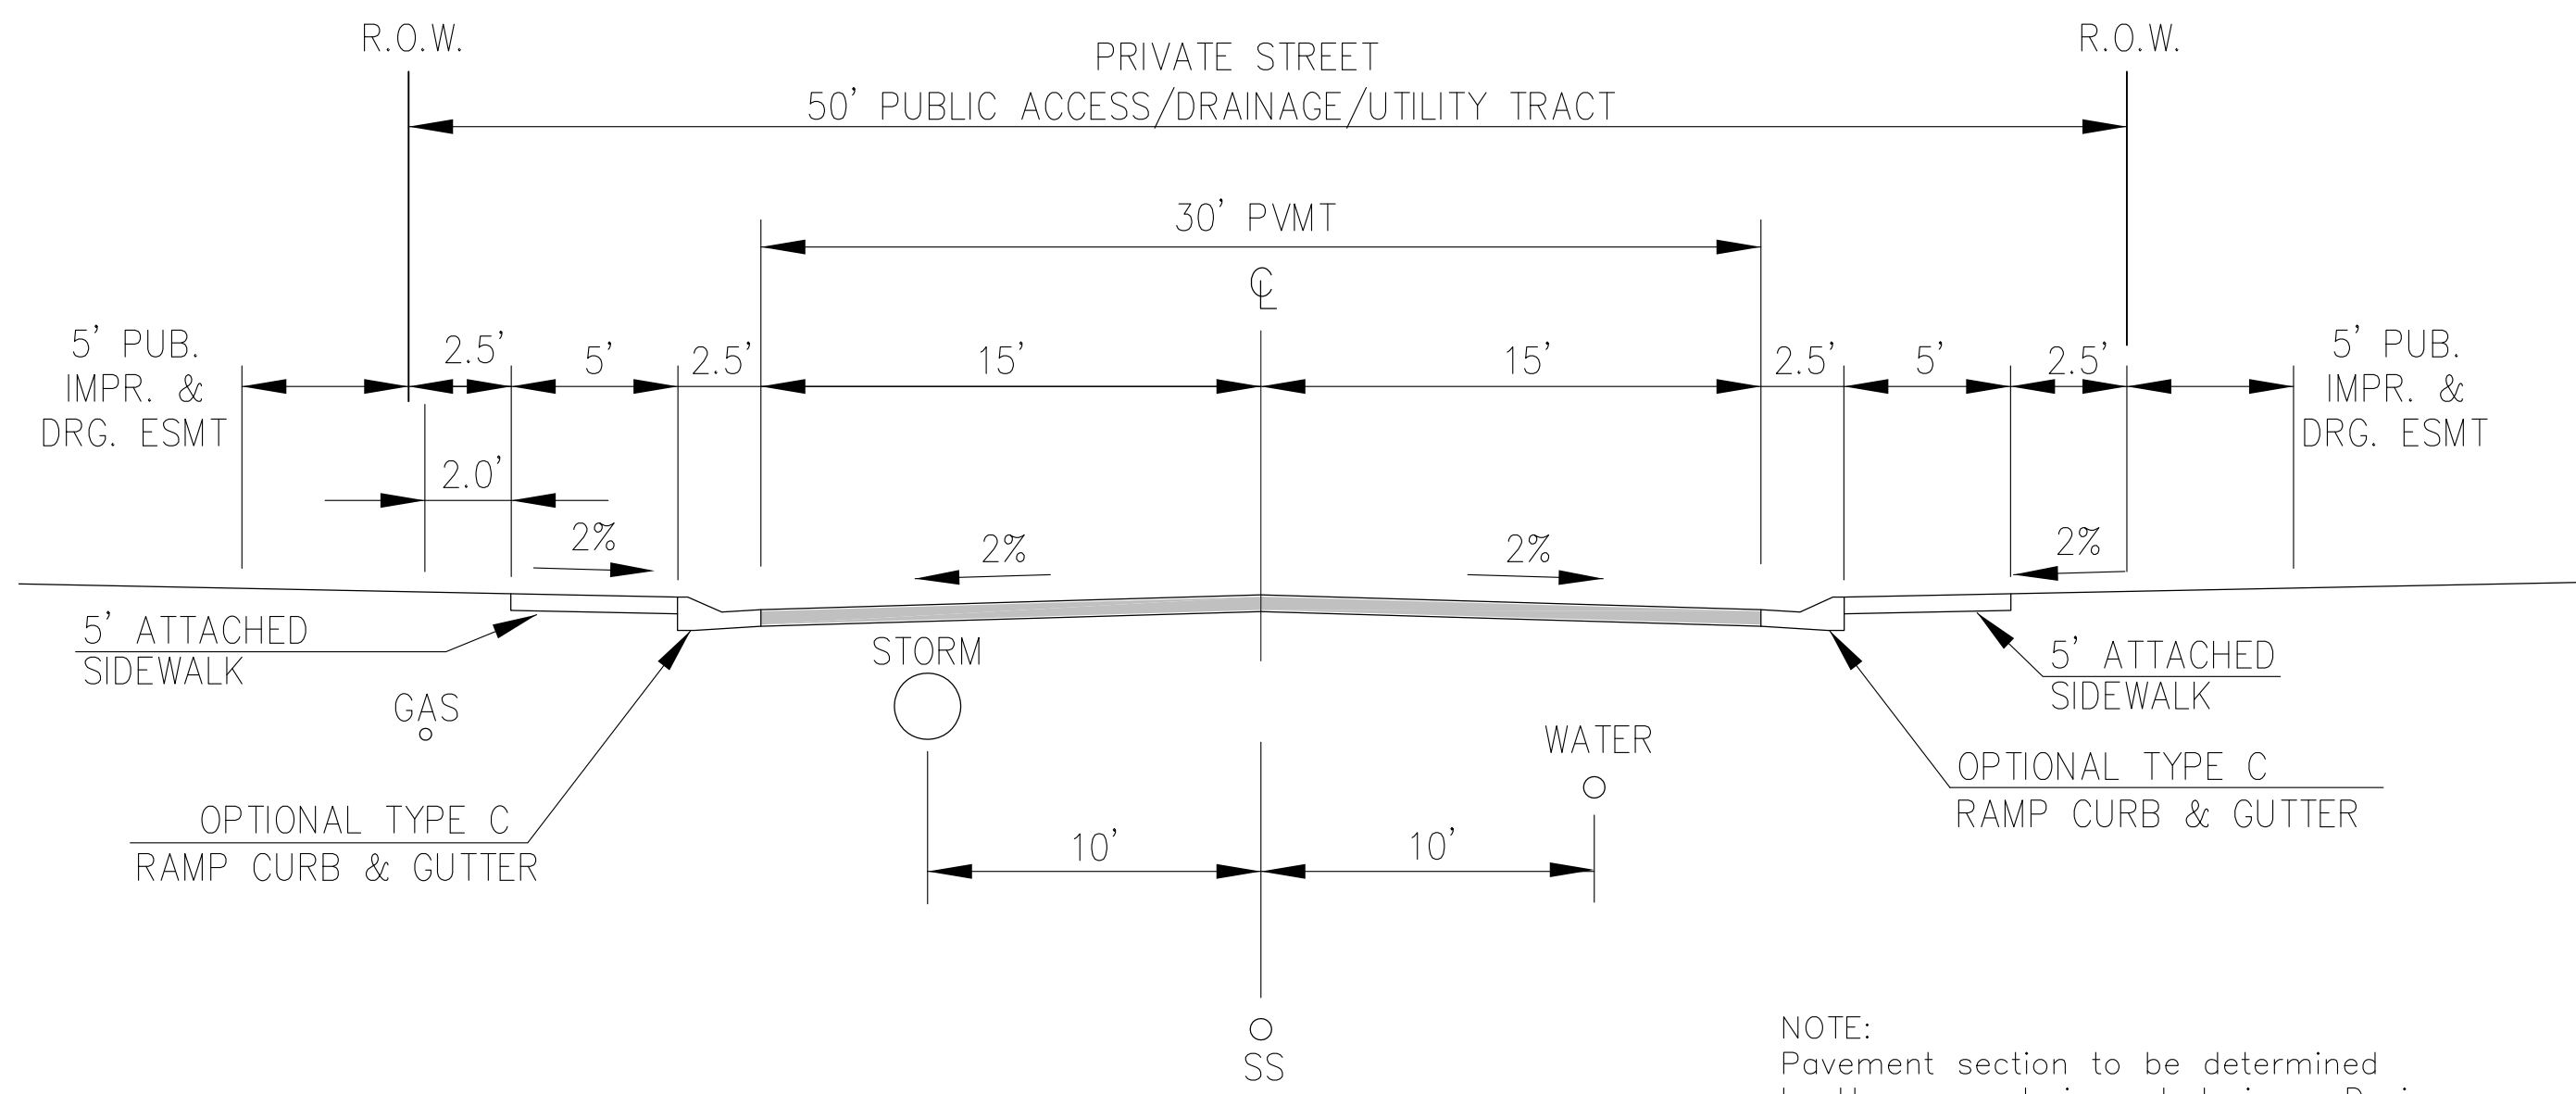 R.O.W.
R.O.W.
PRIVATE STREET
50' PUBLIC ACCESS/DRAINAGE/UTILITY TRACT
30' PVMT
℄
5' PUB.
IMPR. &
DRG. ESMT
2.5'
5'
2.5'
15'
15'
2.5'
5'
2.5'
5' PUB.
IMPR. &
DRG. ESMT
2.0'
2%
2%
2%
2%
5' ATTACHED
SIDEWALK
STORM
5' ATTACHED
SIDEWALK
GAS
WATER
OPTIONAL TYPE C
RAMP CURB & GUTTER
OPTIONAL TYPE C
RAMP CURB & GUTTER
10'
10'
SS
NOTE:
Pavement section to be determined